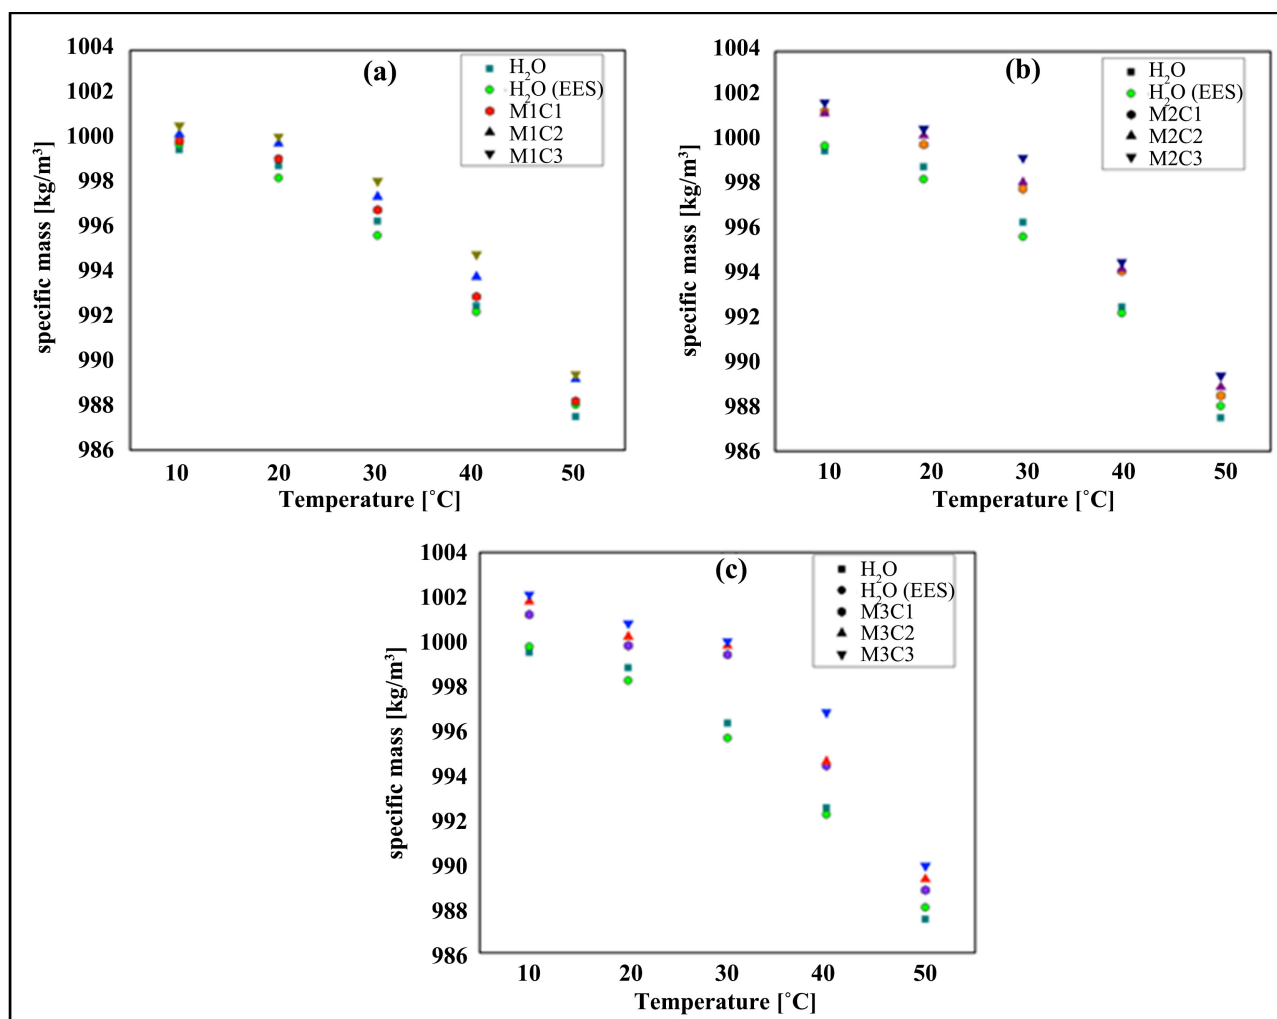 (a)
1004
1002
1000
998
996
994
992
990
988
986
specific mass [kg/m³]
H₂O
H₂O (EES)
M1C1
M1C2
M1C3
10 20 30 40 50
Temperature [˚C]
(b)
1004
1002
1000
998
996
994
992
990
988
986
specific mass [kg/m³]
H₂O
H₂O (EES)
M2C1
M2C2
M2C3
10 20 30 40 50
Temperature [˚C]
(c)
1004
1002
1000
998
996
994
992
990
988
986
specific mass [kg/m³]
H₂O
H₂O (EES)
M3C1
M3C2
M3C3
10 20 30 40 50
Temperature [˚C]